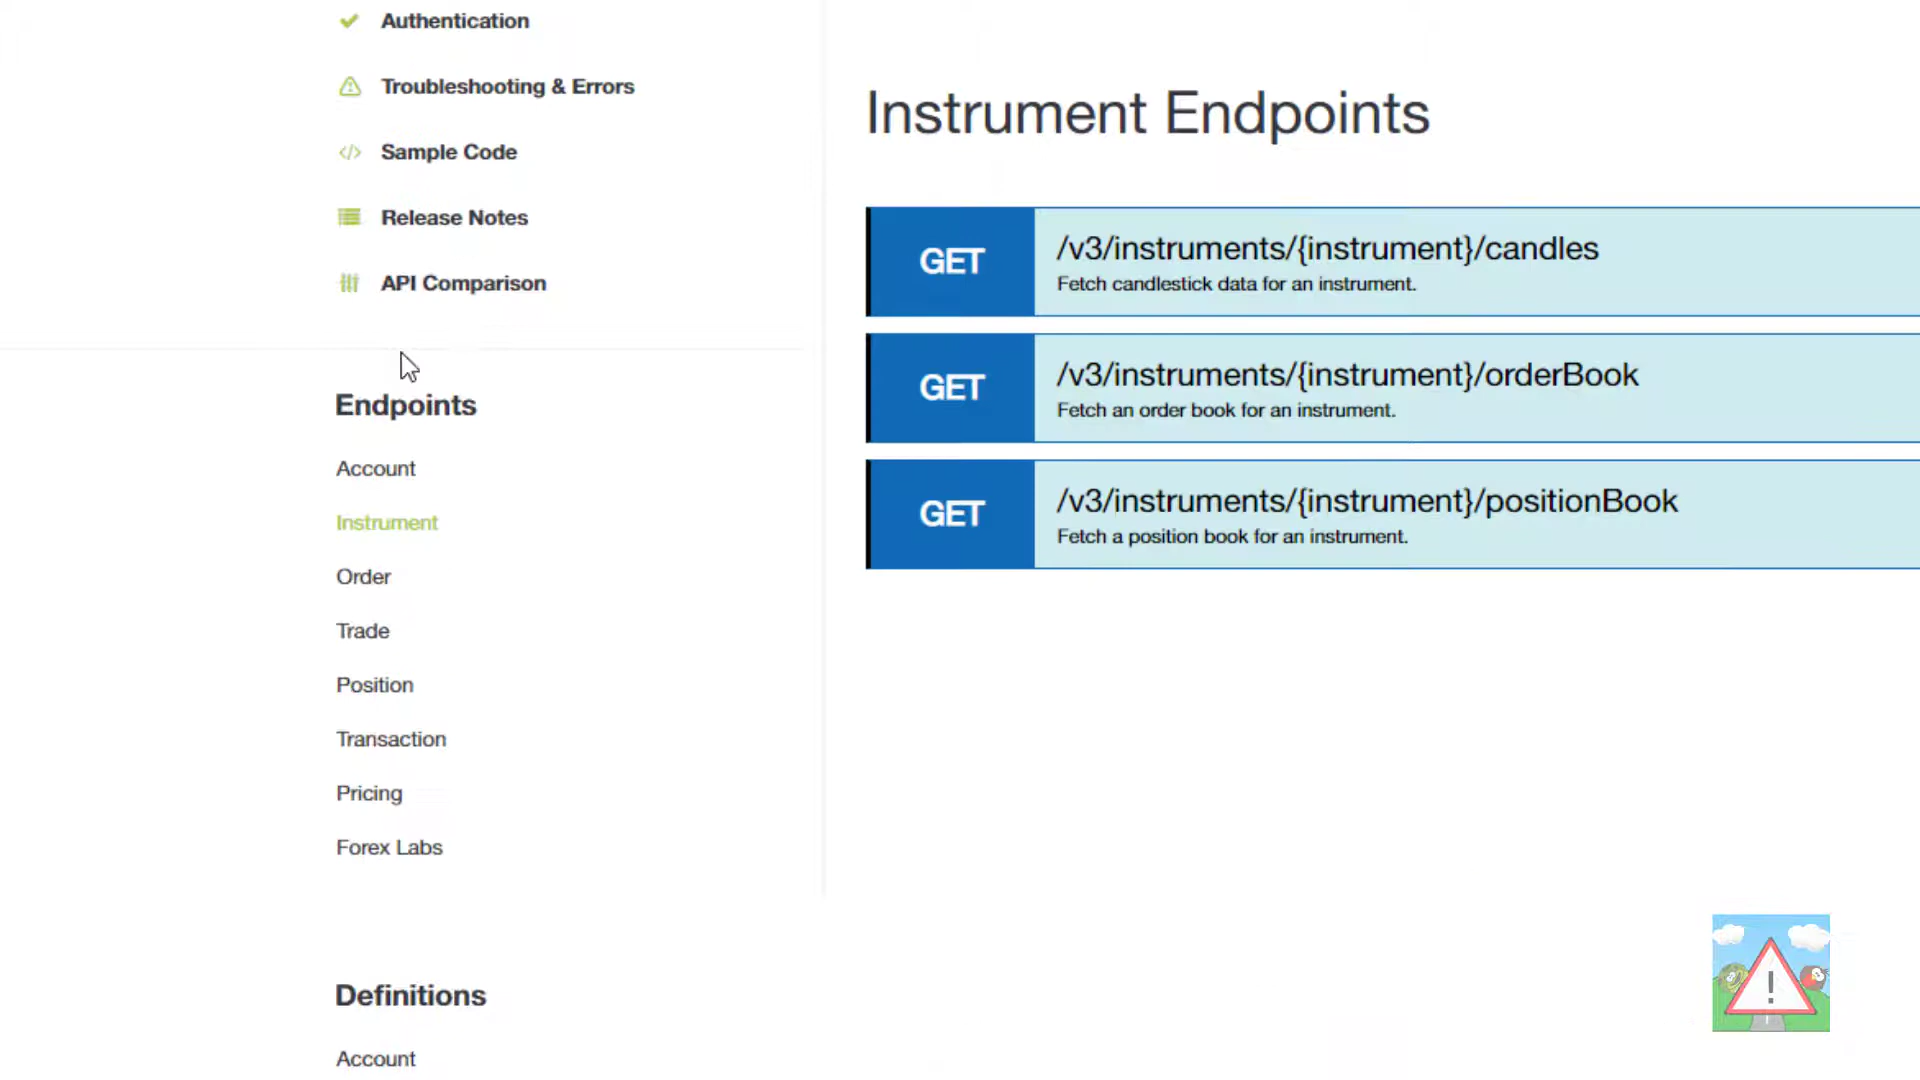 Authentication
Troubleshooting & Errors
Sample Code
Release Notes
API Comparison
Endpoints
Account
Instrument
Order
Trade
Position
Transaction
Pricing
Forex Labs
Definitions
Account
Instrument Endpoints
GET
/v3/instruments/{instrument}/candles
Fetch candlestick data for an instrument.
GET
/v3/instruments/{instrument}/orderBook
Fetch an order book for an instrument.
GET
/v3/instruments/{instrument}/positionBook
Fetch a position book for an instrument.
!